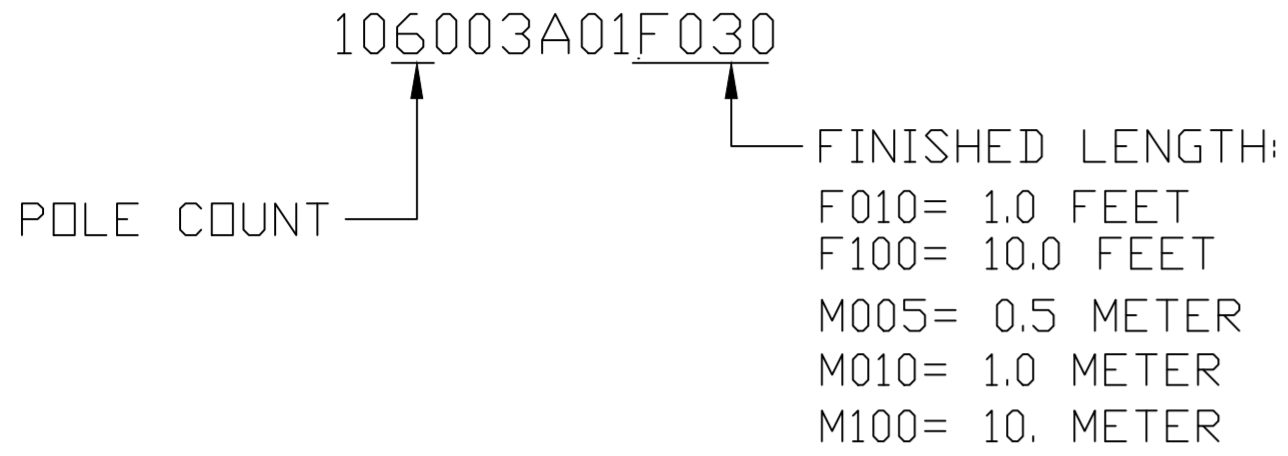 106003A01F030
FINISHED LENGTH:
POLE COUNT
F010= 1.0 FEET
F100= 10.0 FEET
M005= 0.5 METER
M010= 1.0 METER
M100= 10. METER